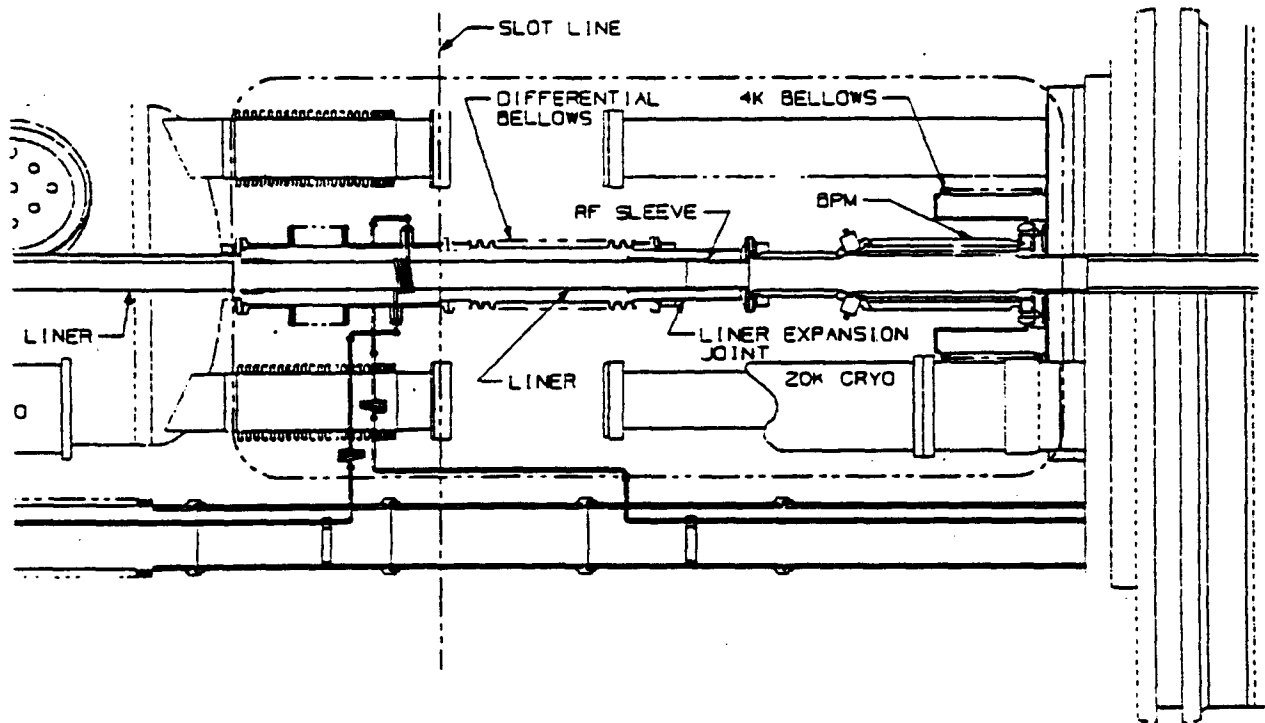 SLOT LINE
DIFFERENTIAL
BELLOWS
4K BELLOWS
RF SLEEVE
BPM
LINER
LINER EXPANSION
JOINT
LINER
20K CRYO